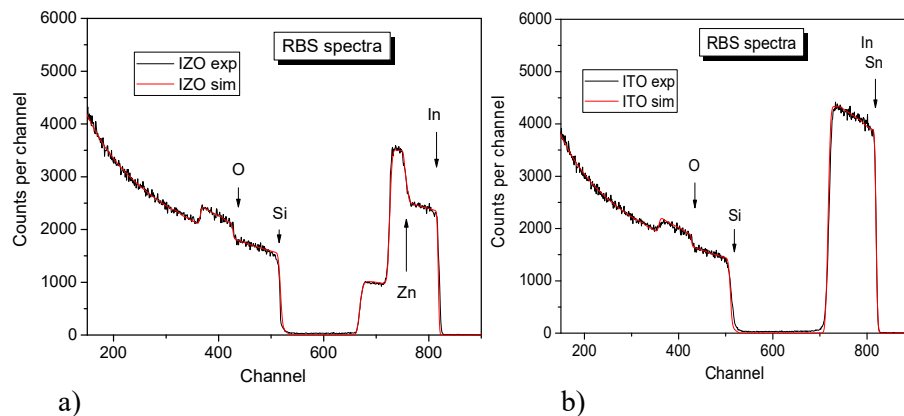 RBS spectra
IZO exp
IZO sim
In
O
Si
Zn
Counts per channel
6000
5000
4000
3000
2000
1000
0
200
400
600
800
Channel
a)
RBS spectra
ITO exp
ITO sim
In
Sn
O
Si
Counts per channel
6000
5000
4000
3000
2000
1000
0
200
400
600
800
Channel
b)